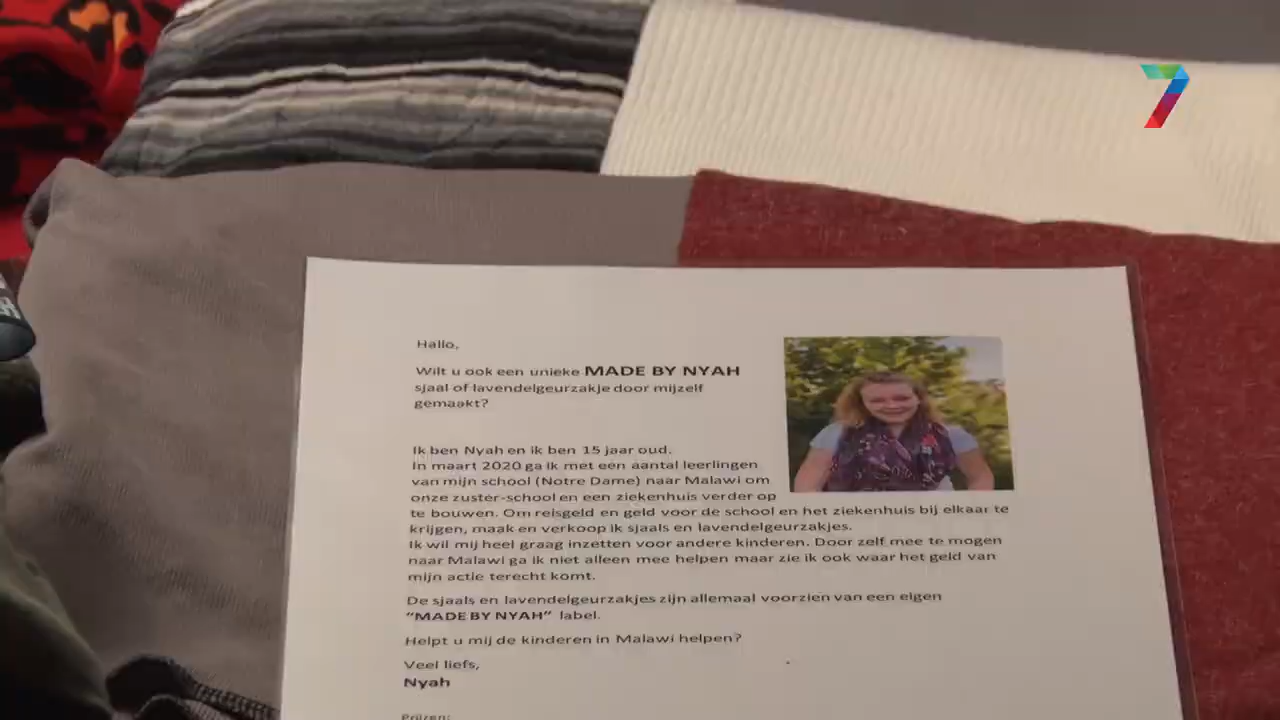 7
Hallo,
Wilt u ook een unieke MADE BY NYAH
sjaal of lavendelgeurzakje door mijzelf
gemaakt?
Ik ben Nyah en ik ben 15 jaar oud.
In maart 2020 ga ik met een aantal leerlingen
van mijn school (Notre Dame) naar Malawi om
onze zuster-school en een ziekenhuis verder op
te bouwen. Om reisgeld en geld voor de school en het ziekenhuis bij elkaar te
krijgen, maak en verkoop ik sjaals en lavendelgeurzakjes.
Ik wil mij heel graag inzetten voor andere kinderen. Door zelf mee te mogen
naar Malawi ga ik niet alleen mee helpen maar zie ik ook waar het geld van
mijn actie terecht komt.
De sjaals en lavendelgeurzakjes zijn allemaal voorzien van een eigen
“MADE BY NYAH” label.
Helpt u mij de kinderen in Malawi helpen?
Veel liefs,
Nyah
Prijzen: